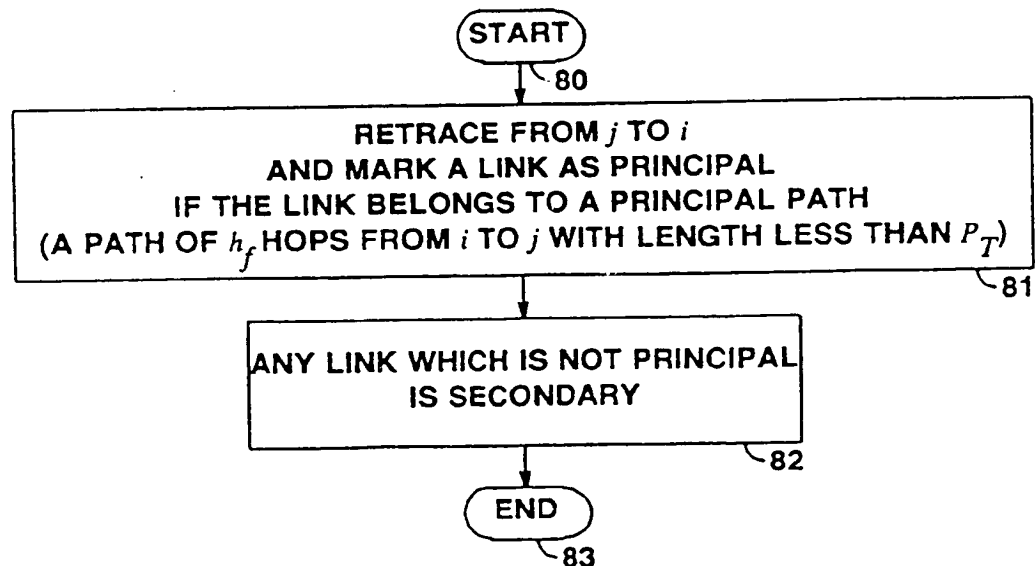 START
80
RETRACE FROM j TO i
AND MARK A LINK AS PRINCIPAL
IF THE LINK BELONGS TO A PRINCIPAL PATH
(A PATH OF h_f HOPS FROM i TO j WITH LENGTH LESS THAN P_T)
81
ANY LINK WHICH IS NOT PRINCIPAL
IS SECONDARY
82
END
83